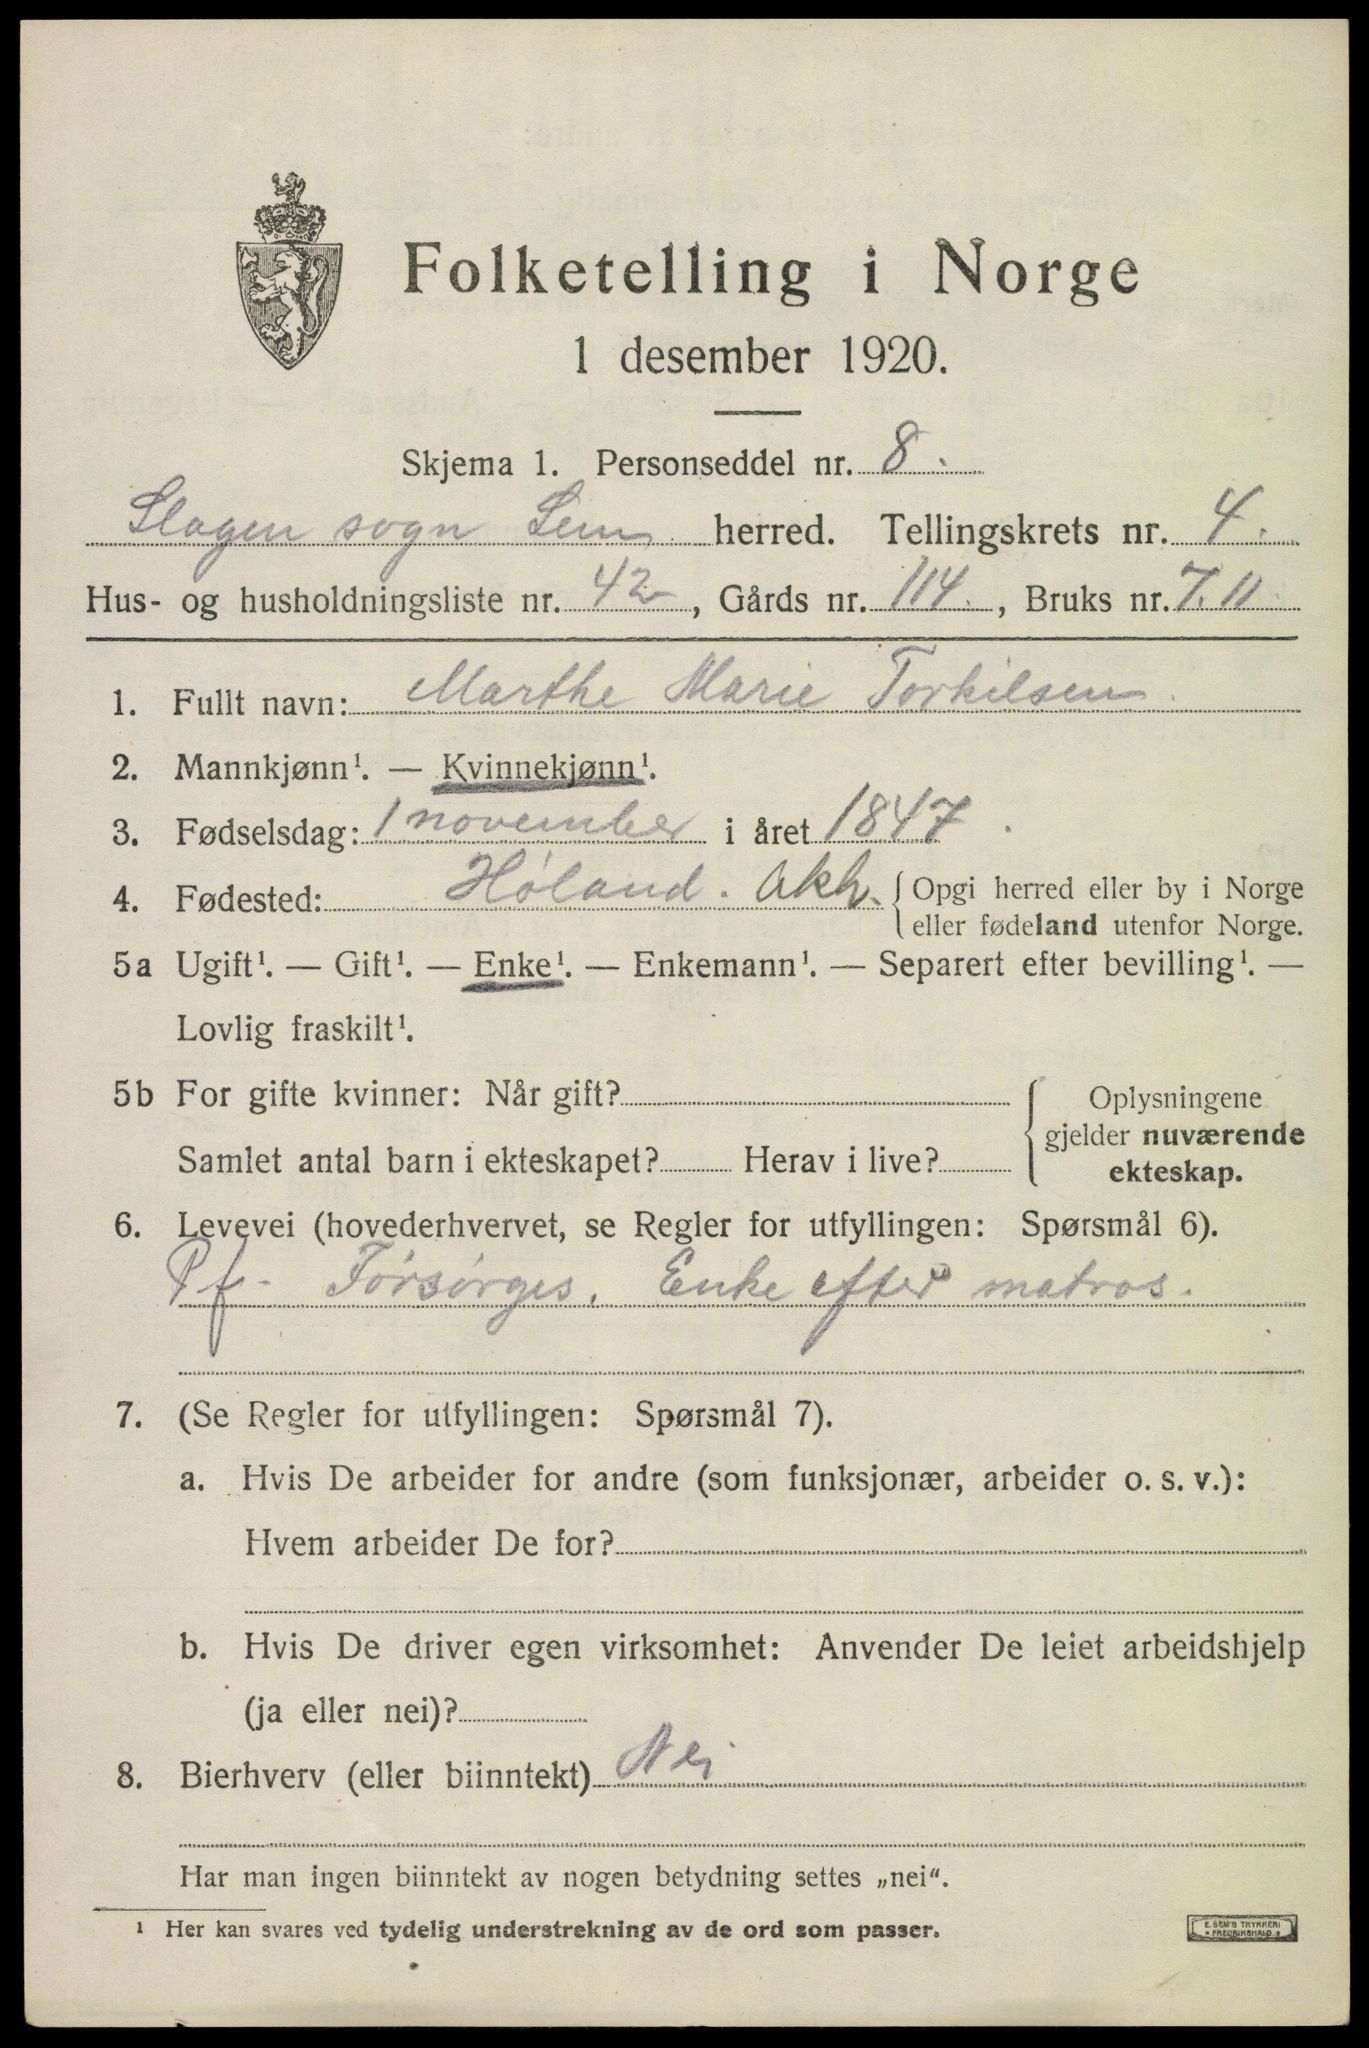 Folketelling i Norge
1 desember 1920.
Skjema 1. Personseddel nr. 8.
Slagen sogn Sem herred. Tellingskrets nr. 4.
Hus- og husholdningsliste nr. 42, Gårds nr. 114., Bruks nr. 7.11.
1. Fullt navn: Marthe Marie Torkilsen.
2. Mannkjønn¹. — Kvinnekjønn¹.
3. Fødselsdag: 1 november i året 1847.
4. Fødested: Høland. Akh. { Opgi herred eller by i Norge
eller fødeland utenfor Norge.
5a Ugift¹. — Gift¹. — Enke¹. — Enkemann¹. — Separert efter bevilling¹. —
Lovlig fraskilt¹.
5b For gifte kvinner: Når gift?
Samlet antal barn i ekteskapet? Herav i live?
{ Oplysningene
gjelder nuværende
ekteskap.
6. Levevei (hovederhvervet, se Regler for utfyllingen: Spørsmål 6).
Pf. Forsørges. Enke efter matros.
7. (Se Regler for utfyllingen: Spørsmål 7).
a. Hvis De arbeider for andre (som funksjonær, arbeider o. s. v.):
Hvem arbeider De for?
b. Hvis De driver egen virksomhet: Anvender De leiet arbeidshjelp
(ja eller nei)?
8. Bierhverv (eller biinntekt) Nei
Har man ingen biinntekt av nogen betydning settes „nei“.
¹ Her kan svares ved tydelig understrekning av de ord som passer.
E. SEM'S TRYKKERI
FREDRIKSHALD